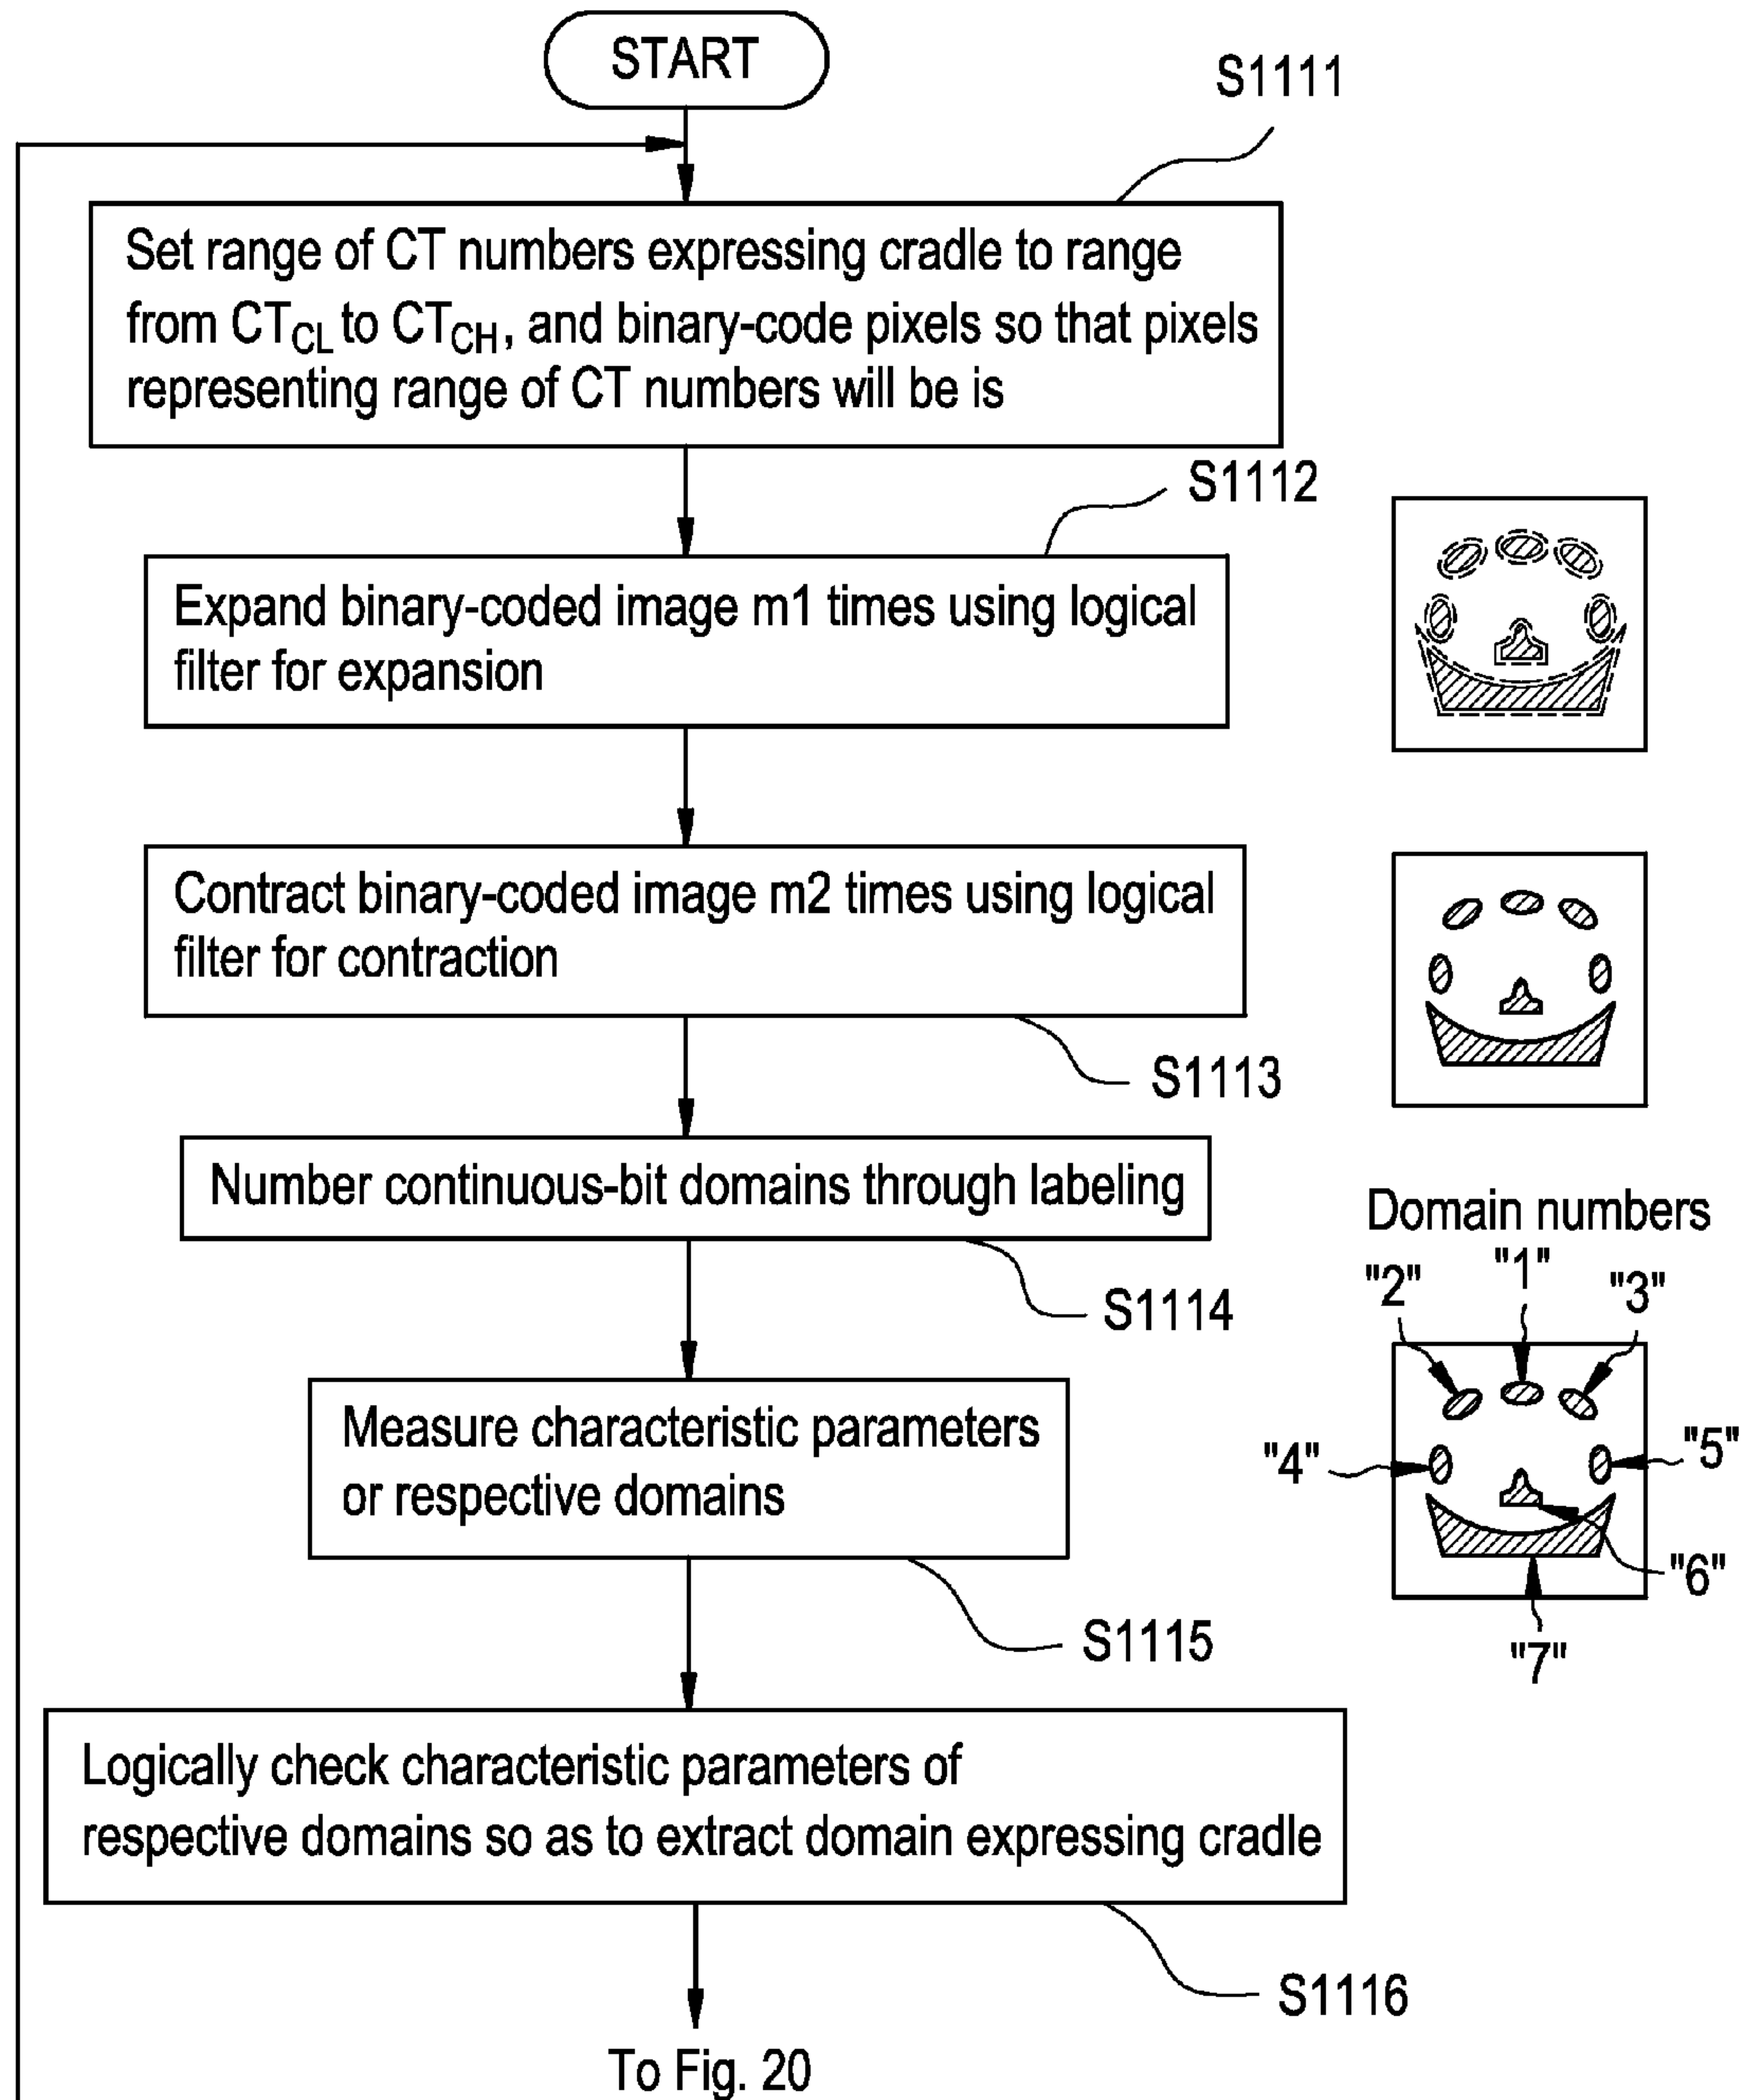 START
S1111
Set range of CT numbers expressing cradle to range
from CTCL to CTCH, and binary-code pixels so that pixels
representing range of CT numbers will be is
S1112
Expand binary-coded image m1 times using logical
filter for expansion
Contract binary-coded image m2 times using logical
filter for contraction
S1113
Number continuous-bit domains through labeling
S1114
Domain numbers
"1"
"2"
"3"
"4"
"5"
"6"
"7"
Measure characteristic parameters
or respective domains
S1115
Logically check characteristic parameters of
respective domains so as to extract domain expressing cradle
S1116
To Fig. 20